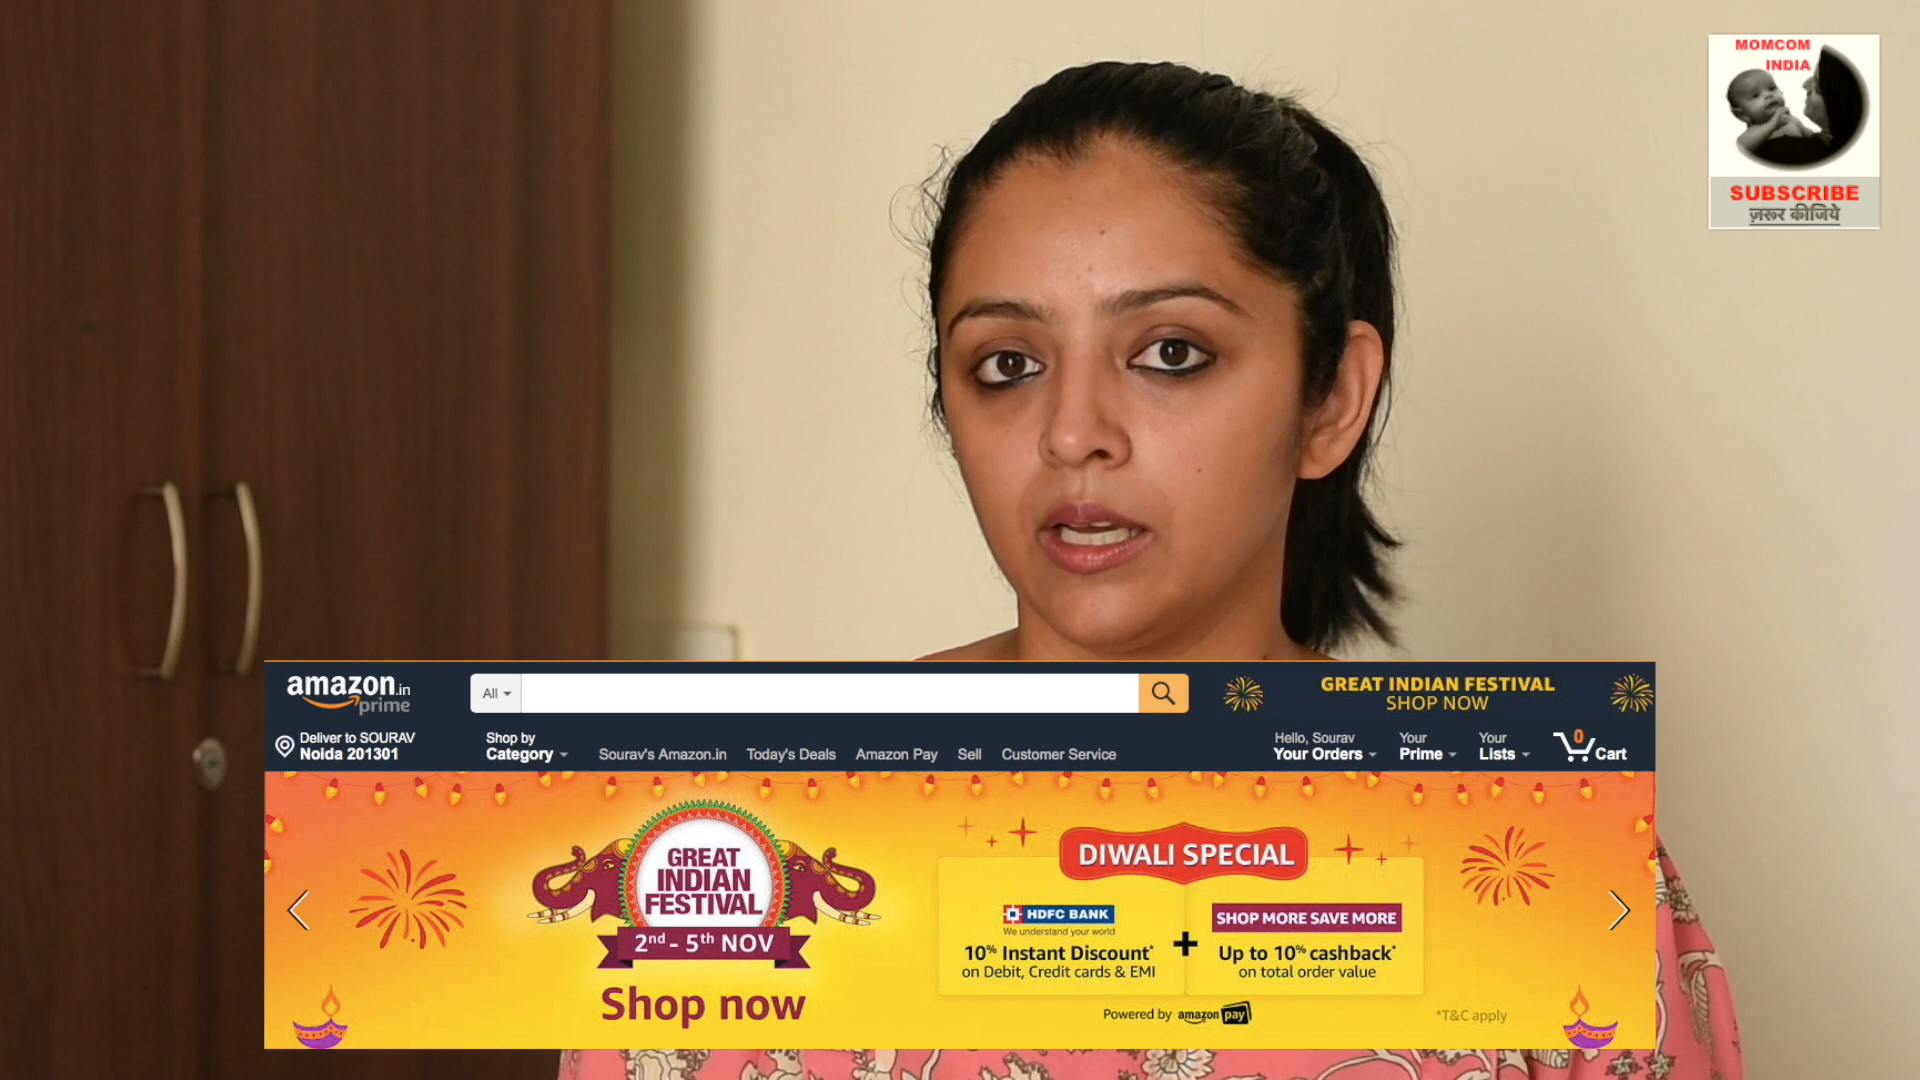 MOMCOM
INDIA
SUBSCRIBE
ज़रूर कीजिये
amazon.in
prime
All
GREAT INDIAN FESTIVAL
SHOP NOW
Deliver to SOURAV
Noida 201301
Shop by
Category
Sourav's Amazon.in
Today's Deals
Amazon Pay
Sell
Customer Service
Hello, Sourav
Your Orders
Your
Prime
Your
Lists
0
Cart
GREAT
INDIAN
FESTIVAL
2nd - 5th NOV
Shop now
DIWALI SPECIAL
HDFC BANK
We understand your world
10% Instant Discount*
on Debit, Credit cards & EMI
+
SHOP MORE SAVE MORE
Up to 10% cashback*
on total order value
Powered by amazon pay
*T&C apply